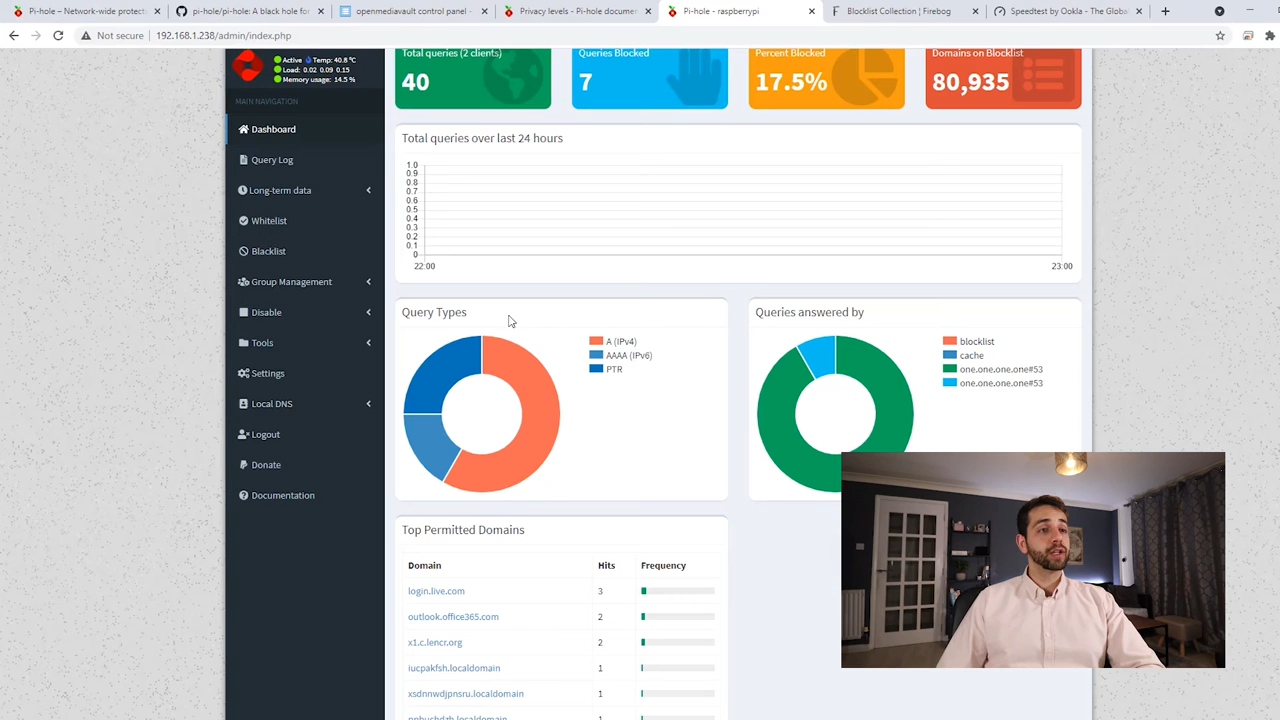 Pi-hole – Network-wide protec
pi-hole/pi-hole: A black hole for
openmediavault control panel -
Privacy levels - Pi-hole documen
Pi-hole - raspberrypi
Blocklist Collection | Firebog
Speedtest by Ookla - The Global
Not secure
192.168.1.238/admin/index.php
Active Temp: 40.8 °C
Load: 0.02 0.09 0.15
Memory usage: 14.5 %
MAIN NAVIGATION
Dashboard
Query Log
Long-term data
Whitelist
Blacklist
Group Management
Disable
Tools
Settings
Local DNS
Logout
Donate
Documentation
Total queries (2 clients)
40
Queries Blocked
7
Percent Blocked
17.5%
Domains on Blocklist
80,935
Total queries over last 24 hours
1.0
0.9
0.8
0.7
0.6
0.5
0.4
0.3
0.2
0.1
0
22:00
23:00
Query Types
A (IPv4)
AAAA (IPv6)
PTR
Queries answered by
blocklist
cache
one.one.one.one#53
one.one.one.one#53
Top Permitted Domains
Domain Hits Frequency
login.live.com 3
outlook.office365.com 2
x1.c.lencr.org 2
iucpakfsh.localdomain 1
xsdnnwdjpnsru.localdomain 1